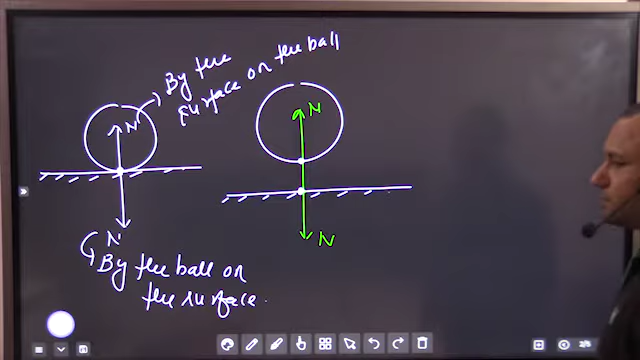 By the
surface on the ball
N
N
N
By the ball on
the surface.
N